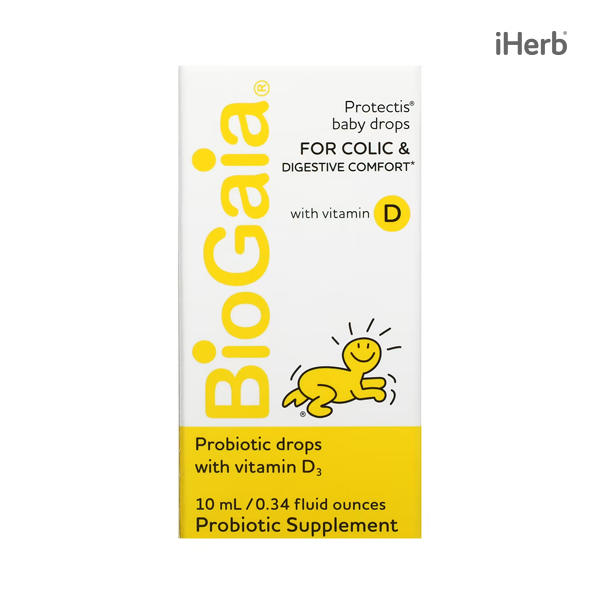 iHerb®
BioGaia®
Protectis®
baby drops
FOR COLIC &
DIGESTIVE COMFORT*
with vitamin D
®
Probiotic drops
with vitamin D₃
10 mL / 0.34 fluid ounces
Probiotic Supplement